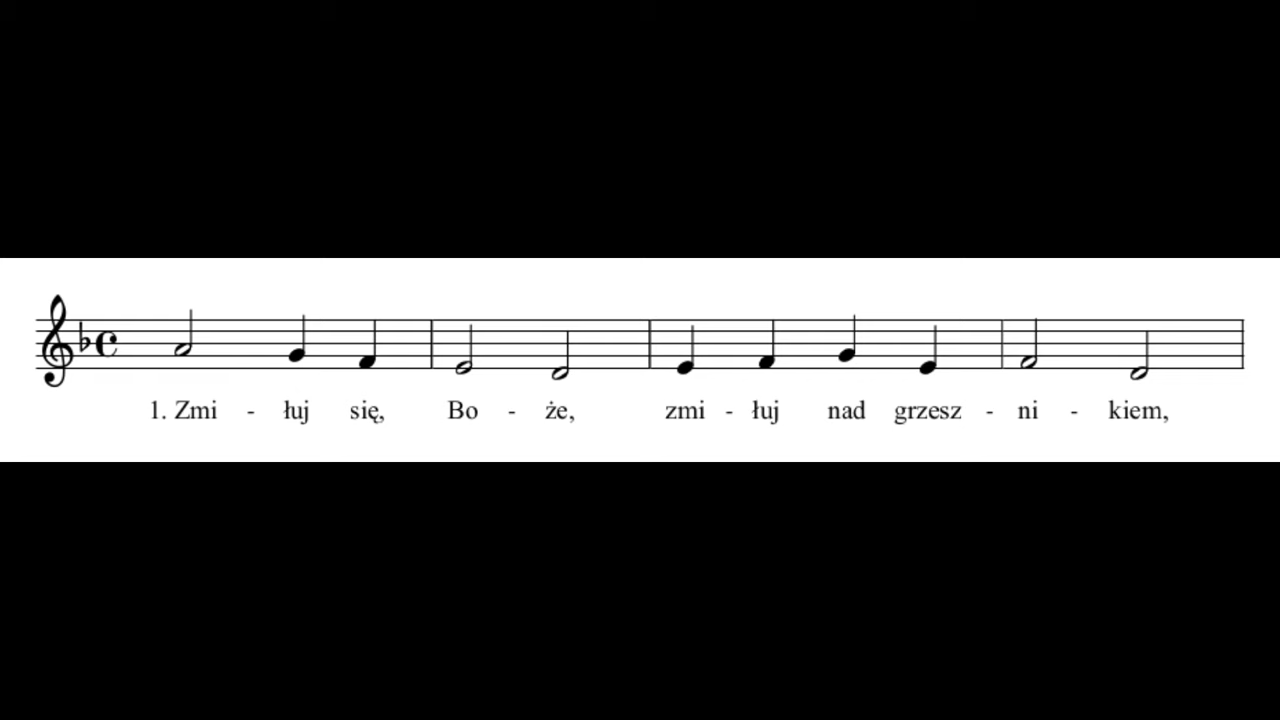 1. Zmi - łuj się, Bo - że, zmi - łuj nad grzesz - ni - kiem,